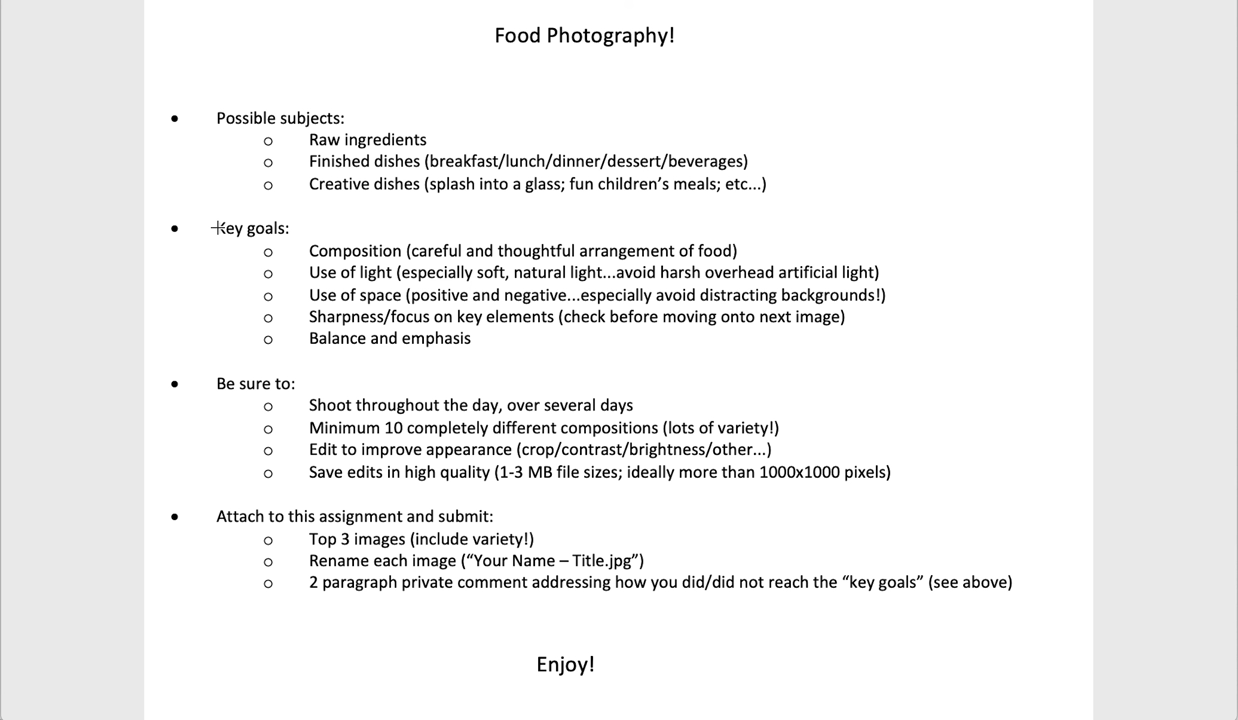 Food Photography!
• Possible subjects:
o Raw ingredients
o Finished dishes (breakfast/lunch/dinner/dessert/beverages)
o Creative dishes (splash into a glass; fun children’s meals; etc...)
• Key goals:
o Composition (careful and thoughtful arrangement of food)
o Use of light (especially soft, natural light...avoid harsh overhead artificial light)
o Use of space (positive and negative...especially avoid distracting backgrounds!)
o Sharpness/focus on key elements (check before moving onto next image)
o Balance and emphasis
• Be sure to:
o Shoot throughout the day, over several days
o Minimum 10 completely different compositions (lots of variety!)
o Edit to improve appearance (crop/contrast/brightness/other...)
o Save edits in high quality (1-3 MB file sizes; ideally more than 1000x1000 pixels)
• Attach to this assignment and submit:
o Top 3 images (include variety!)
o Rename each image (“Your Name – Title.jpg”)
o 2 paragraph private comment addressing how you did/did not reach the “key goals” (see above)
Enjoy!